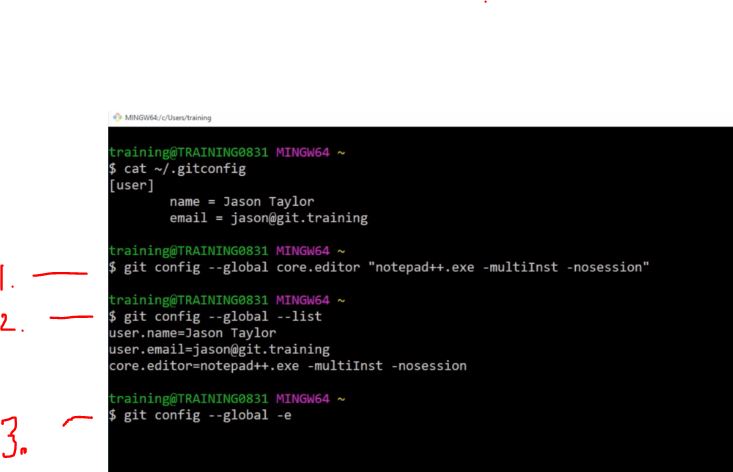 MINGW64:/c/Users/training
training@TRAINING0831 MINGW64 ~
$ cat ~/.gitconfig
[user]
name = Jason Taylor
email = jason@git.training
training@TRAINING0831 MINGW64 ~
1. $ git config --global core.editor "notepad++.exe -multiInst -nosession"
training@TRAINING0831 MINGW64 ~
2. $ git config --global --list
user.name=Jason Taylor
user.email=jason@git.training
core.editor=notepad++.exe -multiInst -nosession
training@TRAINING0831 MINGW64 ~
3. $ git config --global -e